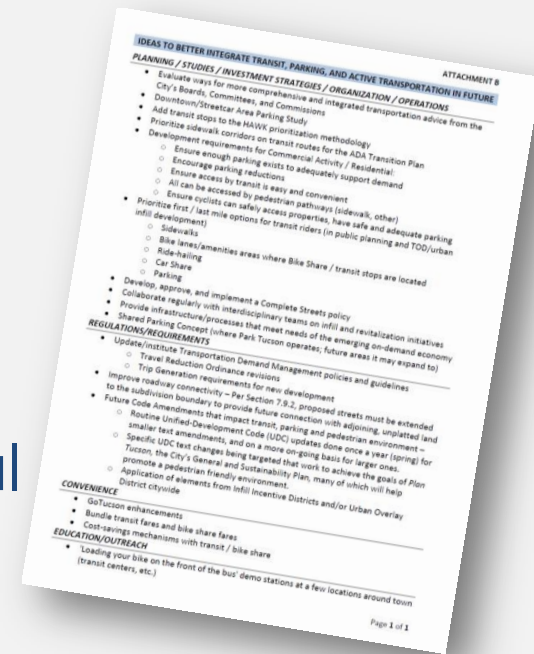 ATTACHMENT B
IDEAS TO BETTER INTEGRATE TRANSIT, PARKING, AND ACTIVE TRANSPORTATION IN FUTURE
PLANNING / STUDIES / INVESTMENT STRATEGIES / ORGANIZATION / OPERATIONS
• Evaluate ways for more comprehensive and integrated transportation advice from the
City's Boards, Committees, and Commissions
• Downtown/Streetcar Area Parking Study
• Add transit stops to the HAWK prioritization methodology
• Prioritize sidewalk corridors on transit routes for the ADA Transition Plan
• Development requirements for Commercial Activity / Residential:
○ Ensure enough parking exists to adequately support demand
○ Encourage parking reductions
○ Ensure access by transit is easy and convenient
○ All can be accessed by pedestrian pathways (sidewalk, other)
○ Ensure cyclists can safely access properties, have safe and adequate parking
• Prioritize first / last mile options for transit riders (in public planning and TOD/urban
infill development)
○ Sidewalks
○ Bike lanes/amenities areas where Bike Share / transit stops are located
○ Ride-hailing
○ Car Share
○ Parking
• Develop, approve, and implement a Complete Streets policy
• Collaborate regularly with interdisciplinary teams on infill and revitalization initiatives
• Provide infrastructure/processes that meet needs of the emerging on-demand economy
• Shared Parking Concept (where Park Tucson operates; future areas it may expand to)
REGULATIONS/REQUIREMENTS
• Update/institute Transportation Demand Management policies and guidelines
○ Travel Reduction Ordinance revisions
○ Trip Generation requirements for new development
• Improve roadway connectivity – Per Section 7.9.2, proposed streets must be extended
to the subdivision boundary to provide future connection with adjoining, unplatted land
• Future Code Amendments that impact transit, parking and pedestrian environment –
○ Routine Unified-Development Code (UDC) updates done once a year (spring) for
smaller text amendments, and on a more on-going basis for larger ones.
○ Specific UDC text changes being targeted that work to achieve the goals of Plan
Tucson, the City's General and Sustainability Plan, many of which will help
promote a pedestrian friendly environment.
○ Application of elements from Infill Incentive Districts and/or Urban Overlay
District citywide
CONVENIENCE
• GoTucson enhancements
• Bundle transit fares and bike share fares
• Cost-savings mechanisms with transit / bike share
EDUCATION/OUTREACH
• 'Loading your bike on the front of the bus' demo stations at a few locations around town
(transit centers, etc.)
Page 1 of 1
ul